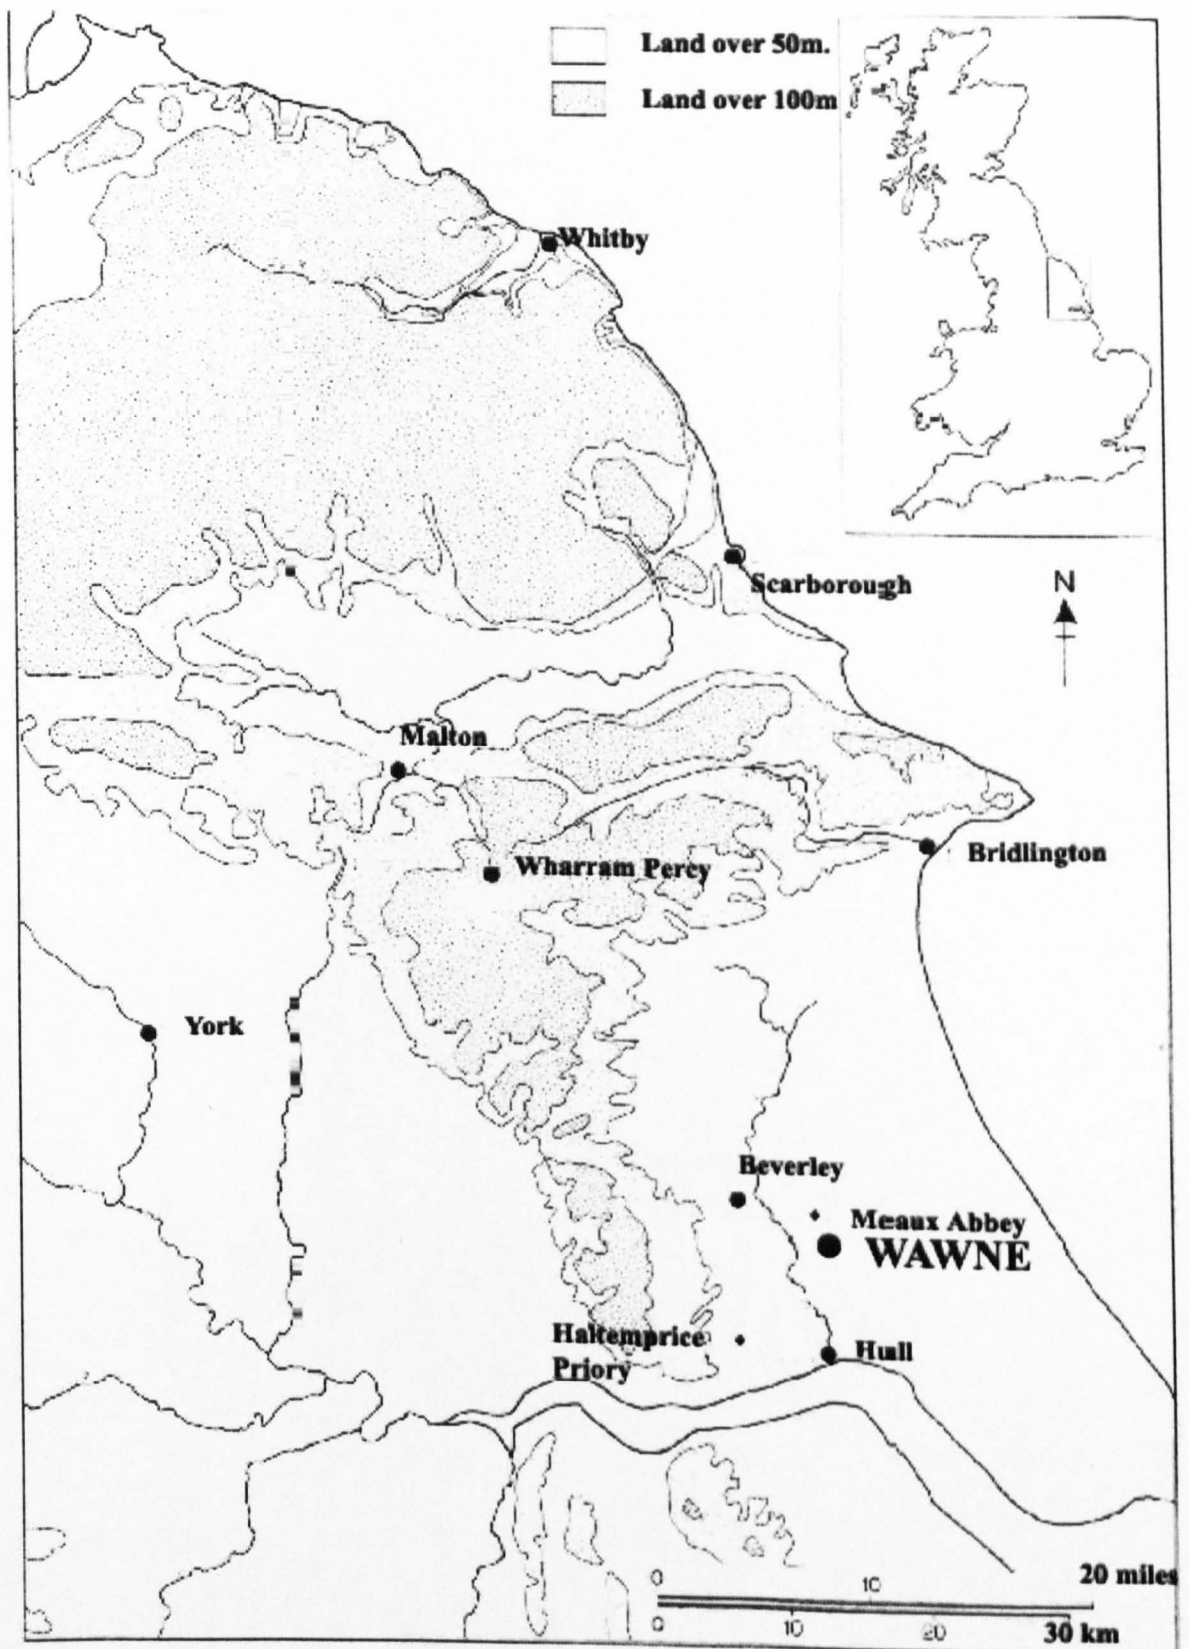 Land over 50m.
Land over 100m
Whitby
Scarborough
N
Malton
Wharram Percy
Bridlington
York
Beverley
Meaux Abbey
WAWNE
Haltemprice
Priory
Hull
0 10 20 miles
0 10 20 30 km